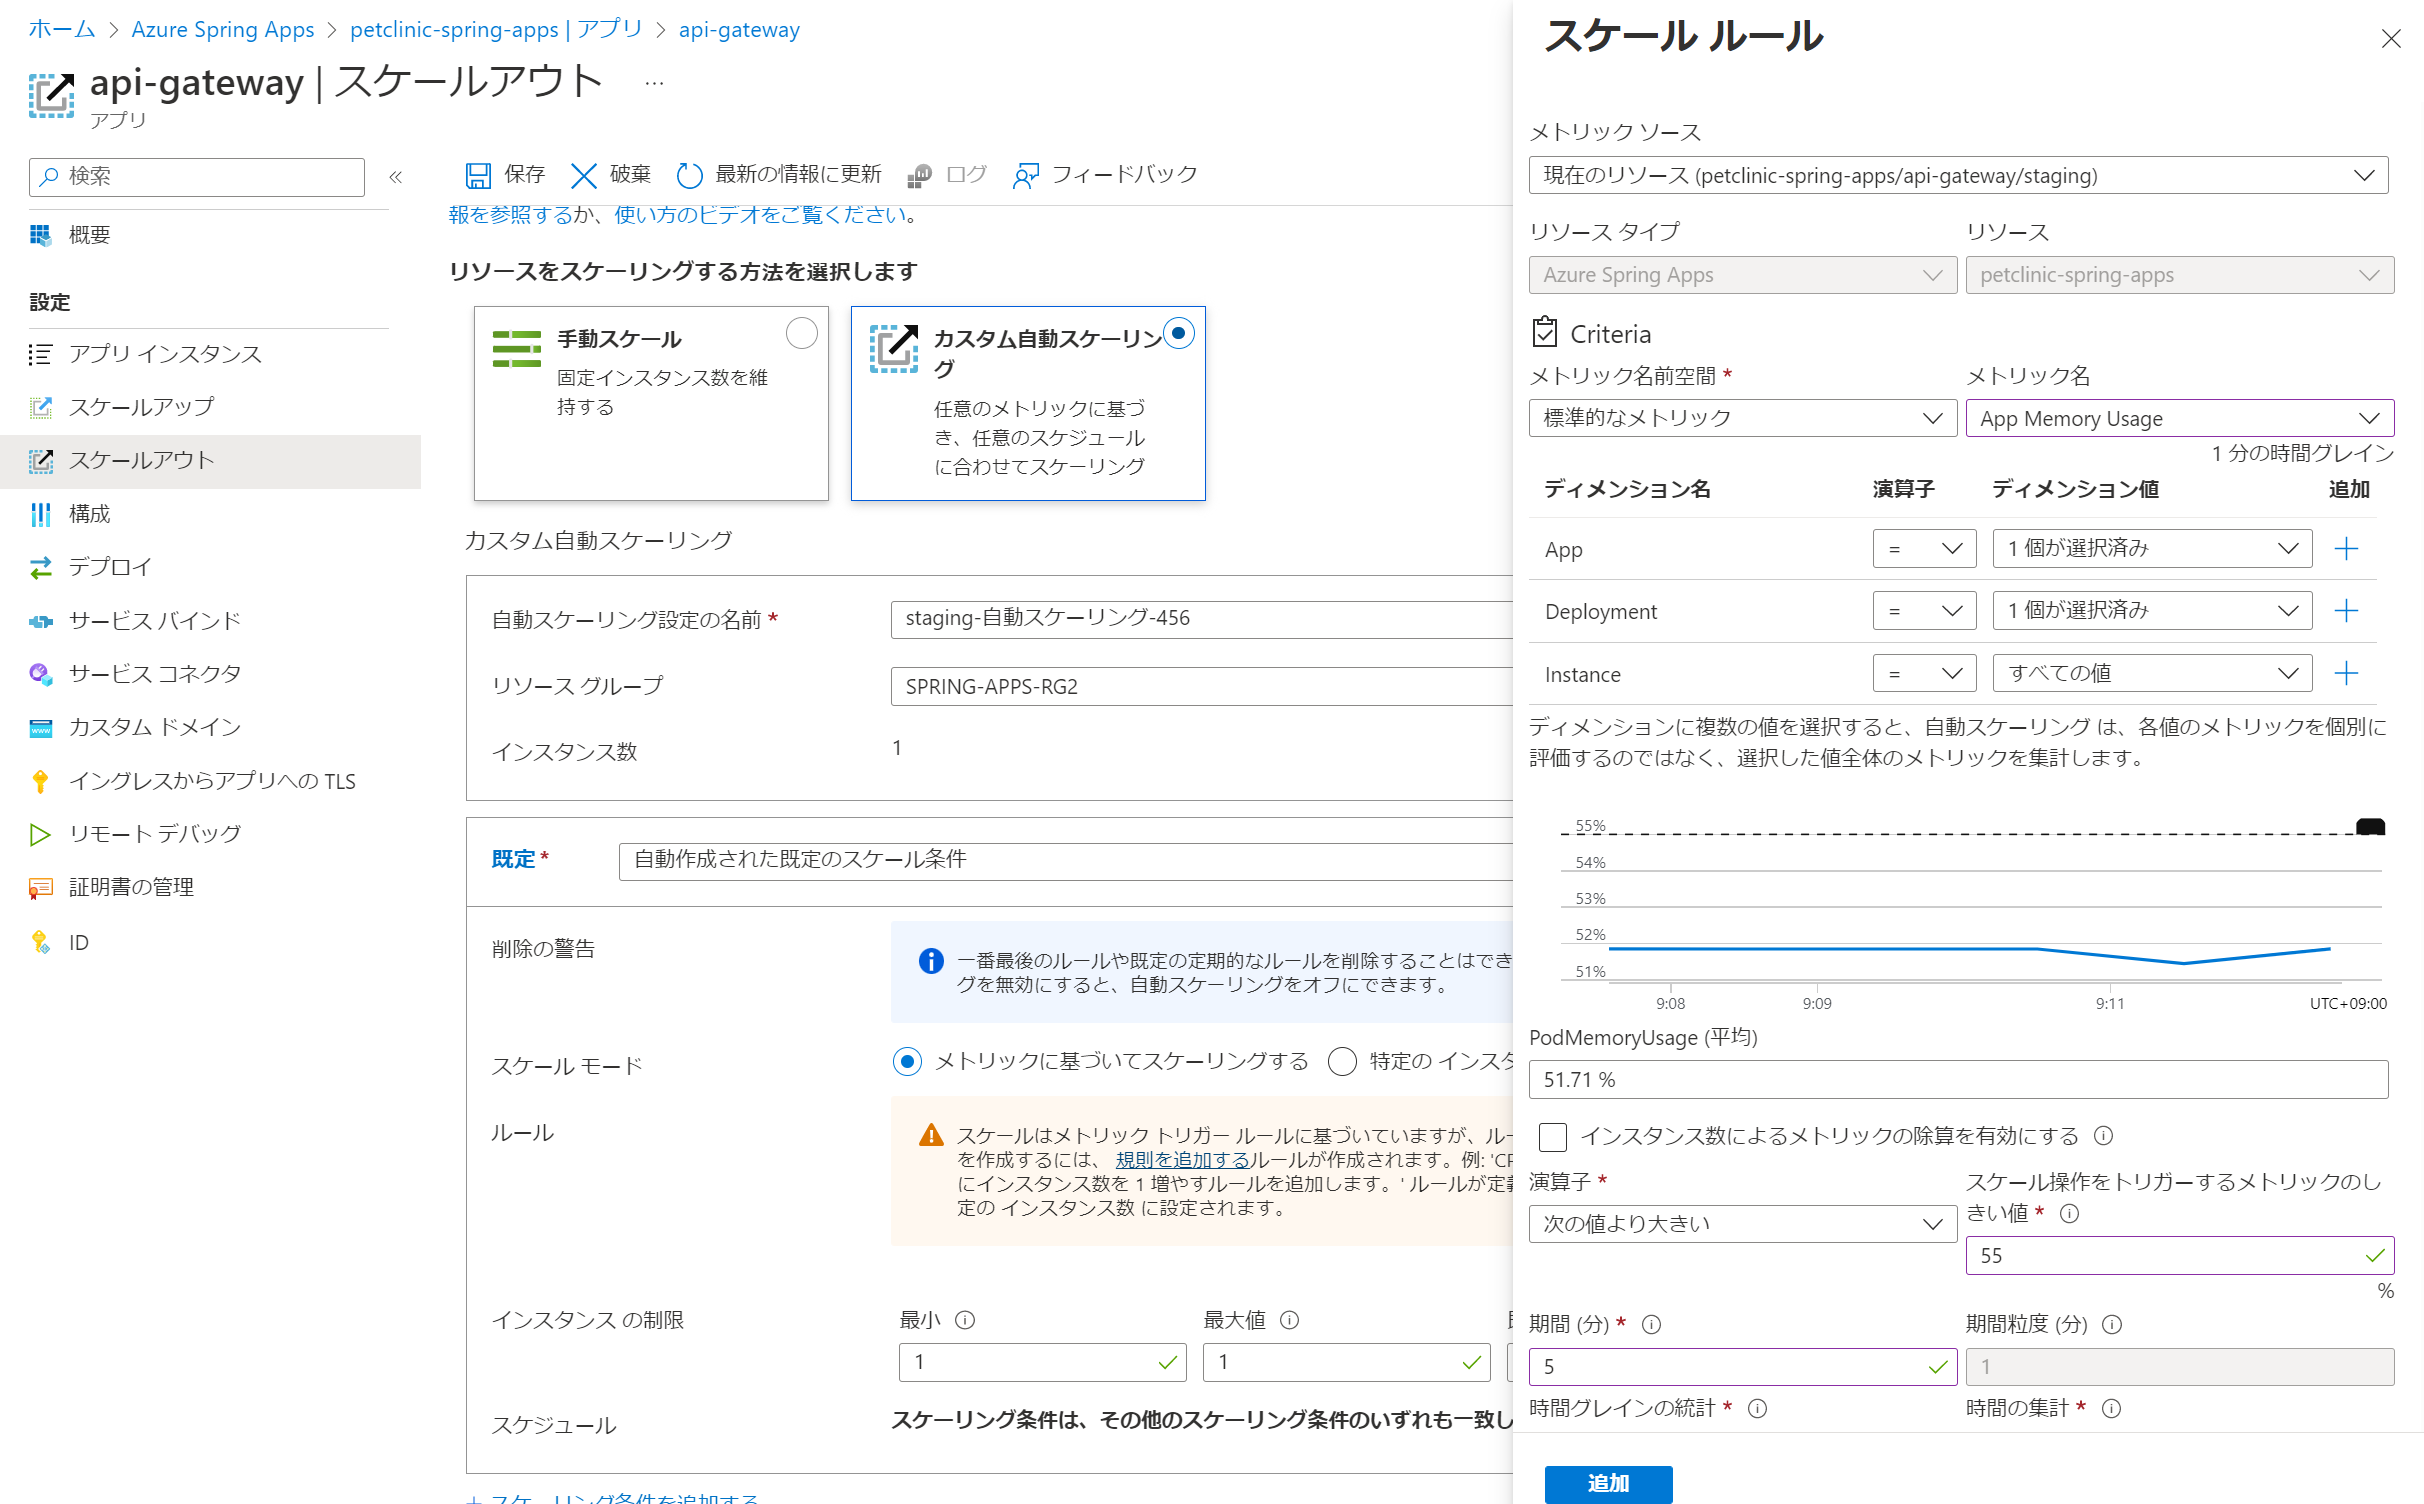 ホーム > Azure Spring Apps > petclinic-spring-apps | アプリ > api-gateway
api-gateway | スケールアウト …
アプリ
検索
«
概要
設定
アプリ インスタンス
スケールアップ
スケールアウト
構成
デプロイ
サービス バインド
サービス コネクタ
カスタム ドメイン
イングレスからアプリへの TLS
リモート デバッグ
証明書の管理
ID
保存 破棄 最新の情報に更新 ログ フィードバック
報を参照するか、使い方のビデオをご覧ください。
リソースをスケーリングする方法を選択します
手動スケール
固定インスタンス数を維
持する
カスタム自動スケーリン
グ
任意のメトリックに基づ
き、任意のスケジュール
に合わせてスケーリング
カスタム自動スケーリング
自動スケーリング設定の名前 * staging-自動スケーリング-456
リソース グループ SPRING-APPS-RG2
インスタンス数 1
既定 * 自動作成された既定のスケール条件
削除の警告
一番最後のルールや既定の定期的なルールを削除することはでき
グを無効にすると、自動スケーリングをオフにできます。
スケール モード メトリックに基づいてスケーリングする 特定の インスタ
ルール
スケールはメトリック トリガー ルールに基づいていますが、ルー
を作成するには、 規則を追加するルールが作成されます。例: 'CP
にインスタンス数を 1 増やすルールを追加します。' ルールが定義
定の インスタンス数 に設定されます。
インスタンス の制限
最小 最大値
1 1
スケジュール スケーリング条件は、その他のスケーリング条件のいずれも一致し
+ スケーリング条件を追加する
スケール ルール
メトリック ソース
現在のリソース (petclinic-spring-apps/api-gateway/staging)
リソース タイプ リソース
Azure Spring Apps petclinic-spring-apps
Criteria
メトリック名前空間 * メトリック名
標準的なメトリック App Memory Usage
1 分の時間グレイン
ディメンション名 演算子 ディメンション値 追加
App = 1 個が選択済み +
Deployment = 1 個が選択済み +
Instance = すべての値 +
ディメンションに複数の値を選択すると、自動スケーリング は、各値のメトリックを個別に
評価するのではなく、選択した値全体のメトリックを集計します。
55%
54%
53%
52%
51%
9:08 9:09 9:11 UTC+09:00
PodMemoryUsage (平均)
51.71 %
インスタンス数によるメトリックの除算を有効にする
演算子 *
次の値より大きい
スケール操作をトリガーするメトリックのし
きい値 *
55
%
期間 (分) * 期間粒度 (分)
5 1
時間グレインの統計 * 時間の集計 *
追加